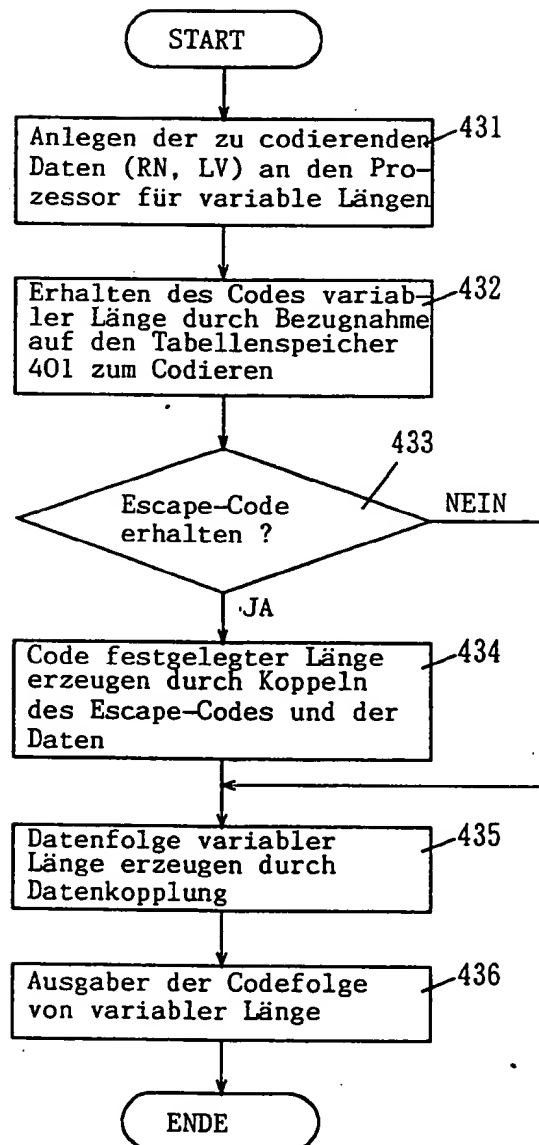 START
431
Anlegen der zu codierenden
Daten (RN, LV) an den Pro-
zessor für variable Längen
432
Erhalten des Codes variab-
ler Länge durch Bezugnahme
auf den Tabellenspeicher
401 zum Codieren
433
Escape-Code
erhalten ?
NEIN
JA
434
Code festgelegter Länge
erzeugen durch Koppeln
des Escape-Codes und der
Daten
435
Datenfolge variabler
Länge erzeugen durch
Datenkopplung
436
Ausgaber der Codefolge
von variabler Länge
ENDE